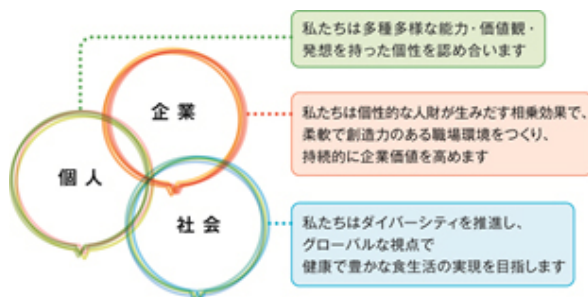 私たちは多種多様な能力・価値観・
発想を持った個性を認め合います
企業
私たちは個性的な人財が生みだす相乗効果で、
柔軟で創造力のある職場環境をつくり、
持続的に企業価値を高めます
個人
社会
私たちはダイバーシティを推進し、
グローバルな視点で
健康で豊かな食生活の実現を目指します